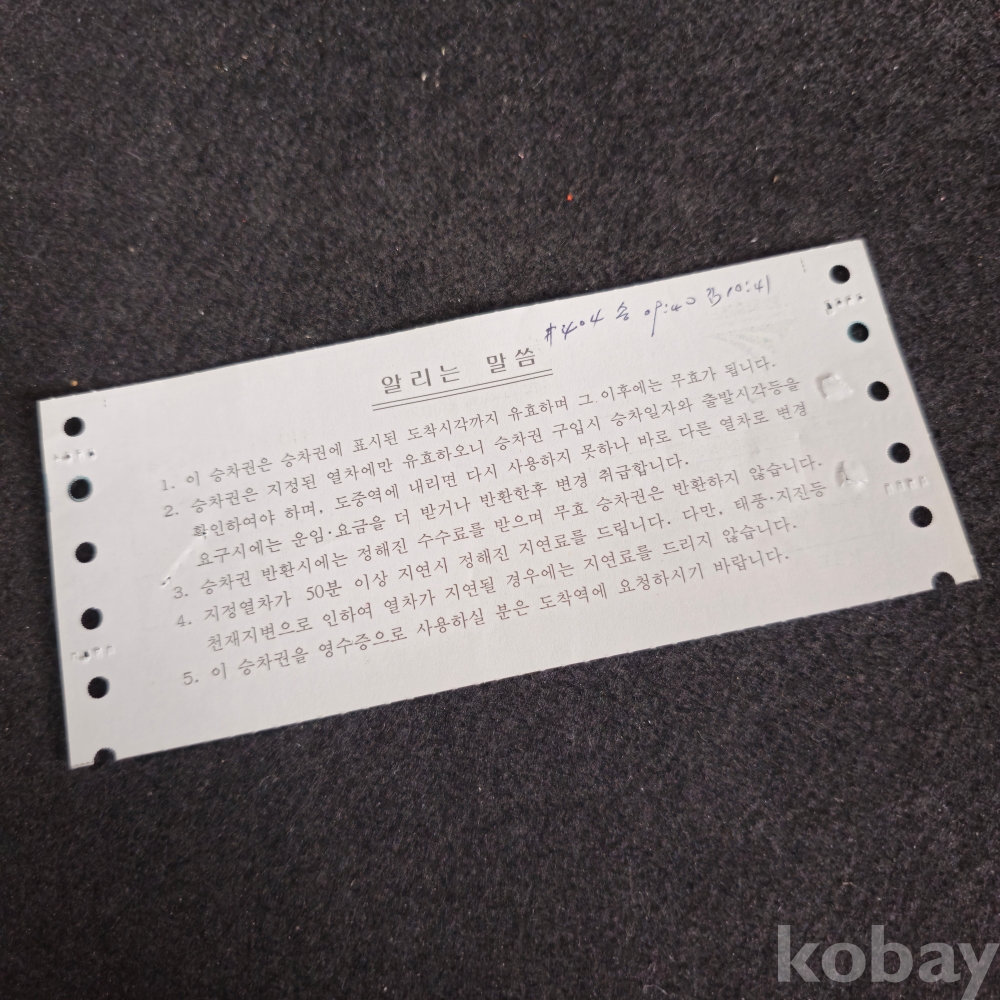 #404 송 09:40 김 10:41
알리는 말씀
1. 이 승차권은 승차권에 표시된 도착시각까지 유효하며 그 이후에는 무효가 됩니다.
2. 승차권은 지정된 열차에만 유효하오니 승차권 구입시 승차일자와 출발시각등을
확인하여야 하며, 도중역에 내리면 다시 사용하지 못하나 바로 다른 열차로 변경
요구시에는 운임·요금을 더 받거나 반환한후 변경 취급합니다.
3. 승차권 반환시에는 정해진 수수료를 받으며 무효 승차권은 반환하지 않습니다.
4. 지정열차가 50분 이상 지연시 정해진 지연료를 드립니다. 다만, 태풍·지진등
천재지변으로 인하여 열차가 지연될 경우에는 지연료를 드리지 않습니다.
5. 이 승차권을 영수증으로 사용하실 분은 도착역에 요청하시기 바랍니다.
kobay